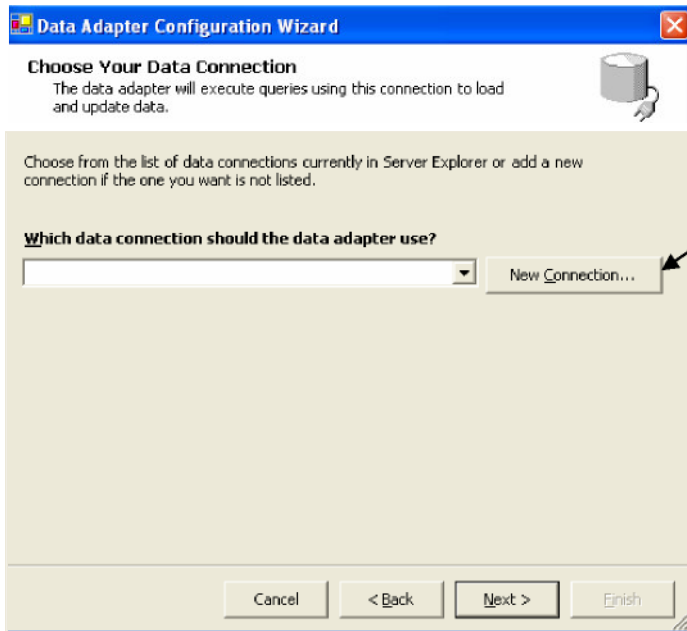 Data Adapter Configuration Wizard
Choose Your Data Connection
The data adapter will execute queries using this connection to load
and update data.
Choose from the list of data connections currently in Server Explorer or add a new
connection if the one you want is not listed.
Which data connection should the data adapter use?
New Connection...
Cancel
< Back
Next >
Finish